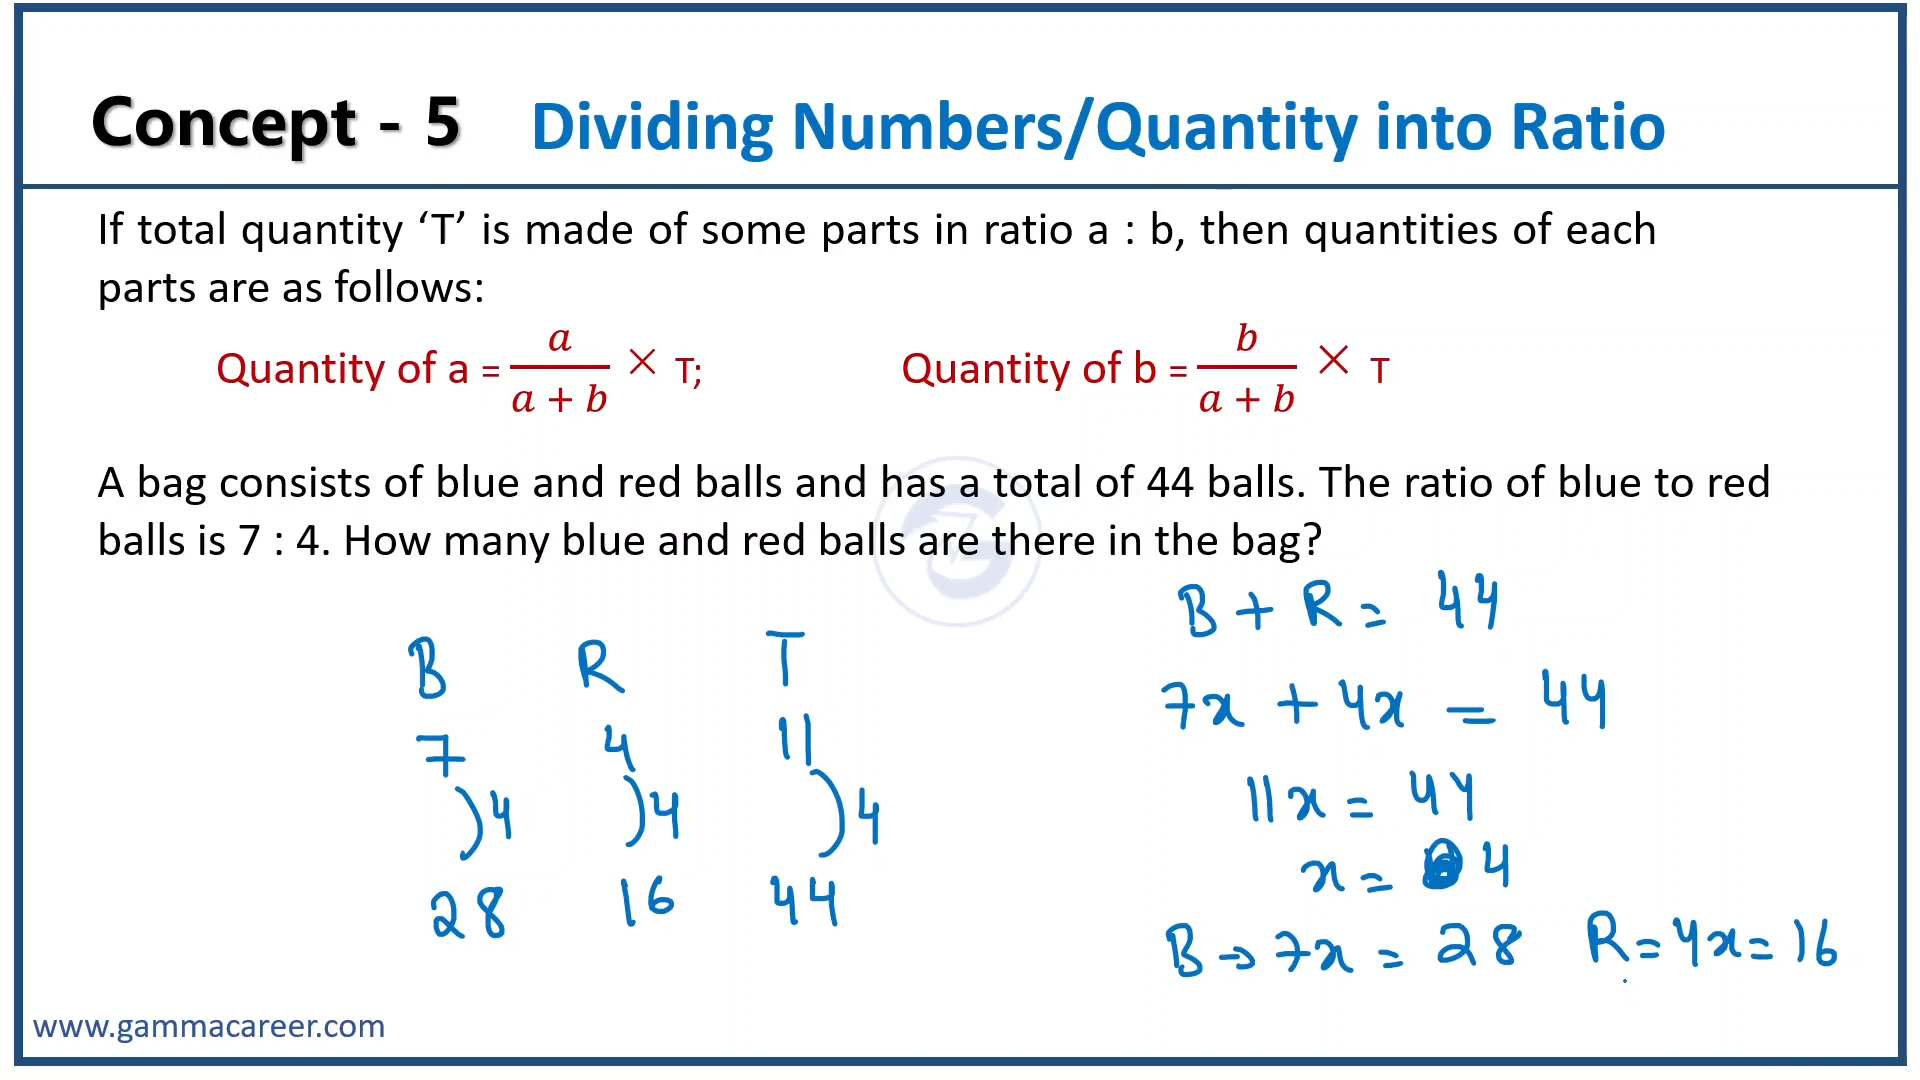 Concept - 5 Dividing Numbers/Quantity into Ratio
If total quantity ‘T’ is made of some parts in ratio a : b, then quantities of each
parts are as follows:
Quantity of a = a/(a + b) × T; Quantity of b = b/(a + b) × T
A bag consists of blue and red balls and has a total of 44 balls. The ratio of blue to red
balls is 7 : 4. How many blue and red balls are there in the bag?
B + R = 44
B R T
7x + 4x = 44
7 4 11
11x = 44
)4 )4 )4
x = 4
28 16 44
B → 7x = 28 R = 4x = 16
www.gammacareer.com